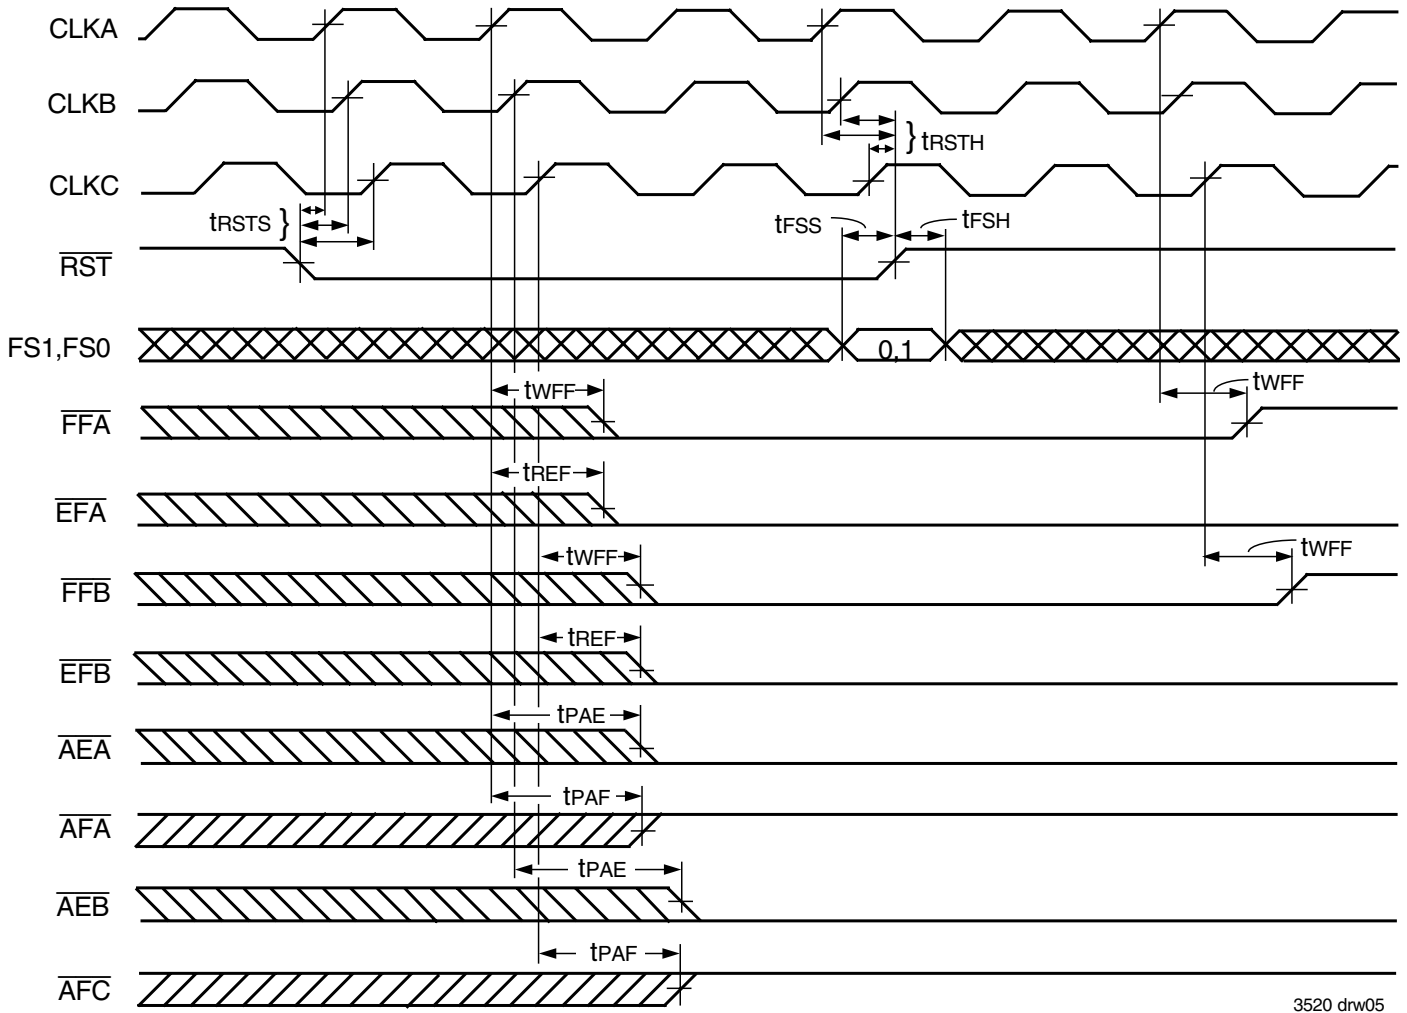 CLKA
CLKB
} tRSTH
CLKC
tRSTS }
tFSS
tFSH
RST
FS1,FS0
0,1
tWFF
tWFF
FFA
tREF
EFA
tWFF
tWFF
FFB
tREF
EFB
tPAE
AEA
tPAF
AFA
tPAE
AEB
tPAF
AFC
3520 drw05